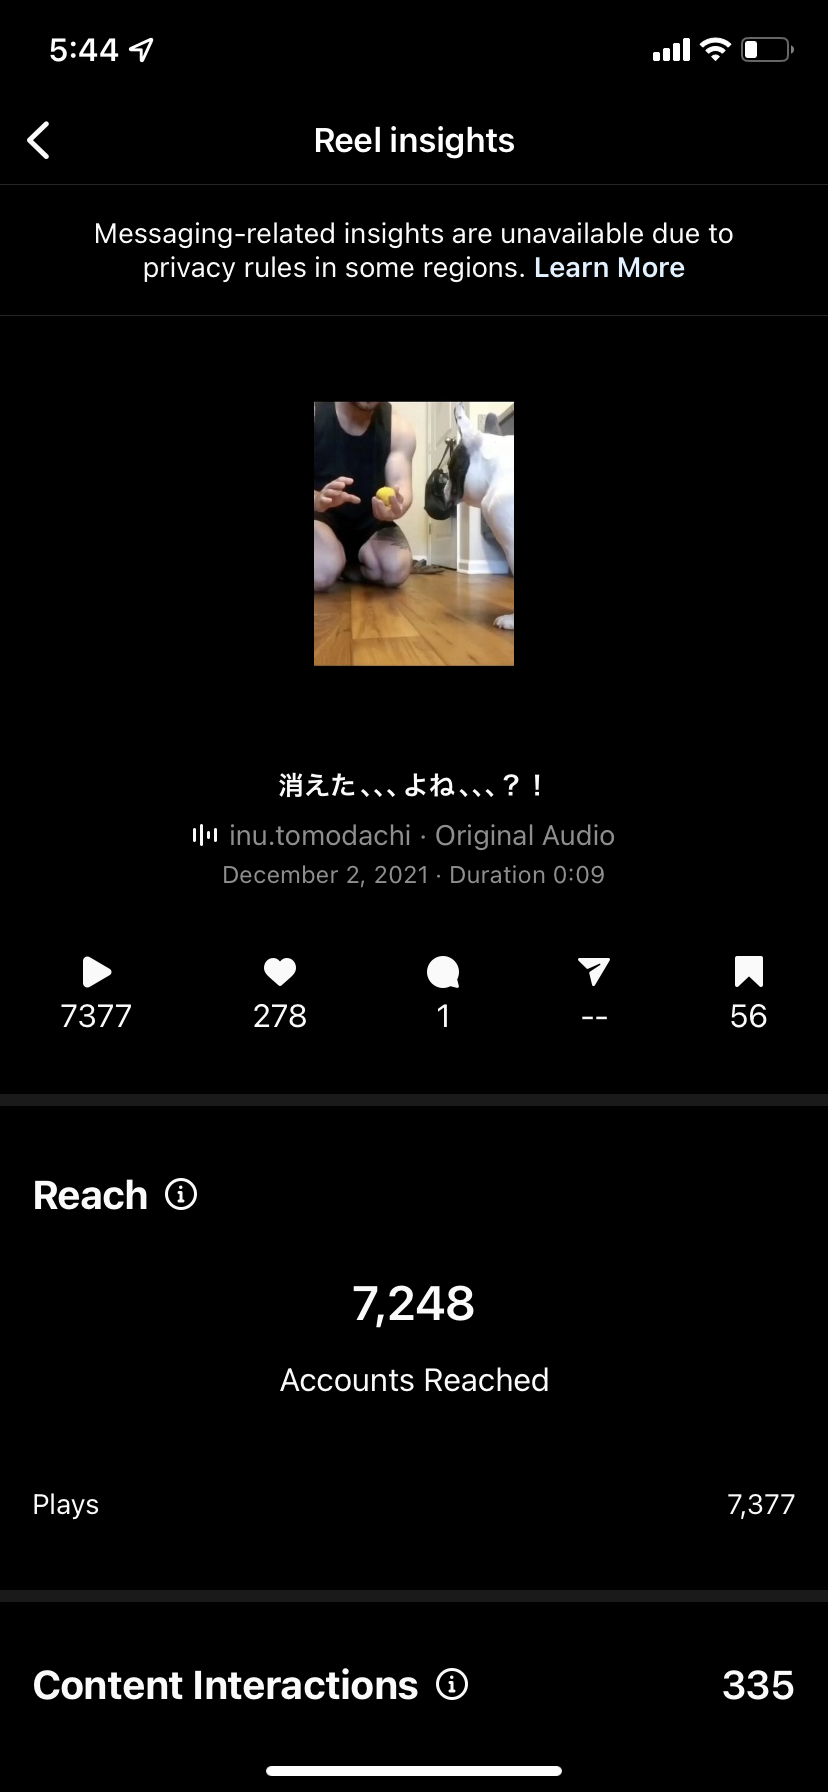 5:44
Reel insights
Messaging-related insights are unavailable due to
privacy rules in some regions. Learn More
消えた、、、よね、、、？！
inu.tomodachi · Original Audio
December 2, 2021 · Duration 0:09
7377 278 1 -- 56
Reach
7,248
Accounts Reached
Plays 7,377
Content Interactions 335